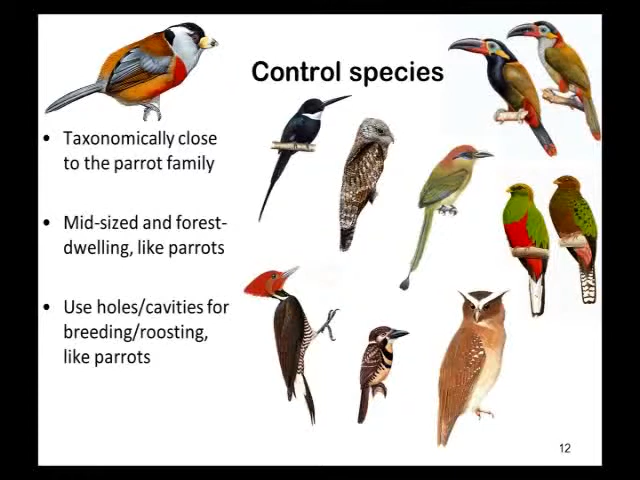 Control species
• Taxonomically close
to the parrot family
• Mid-sized and forest-
dwelling, like parrots
• Use holes/cavities for
breeding/roosting,
like parrots
12